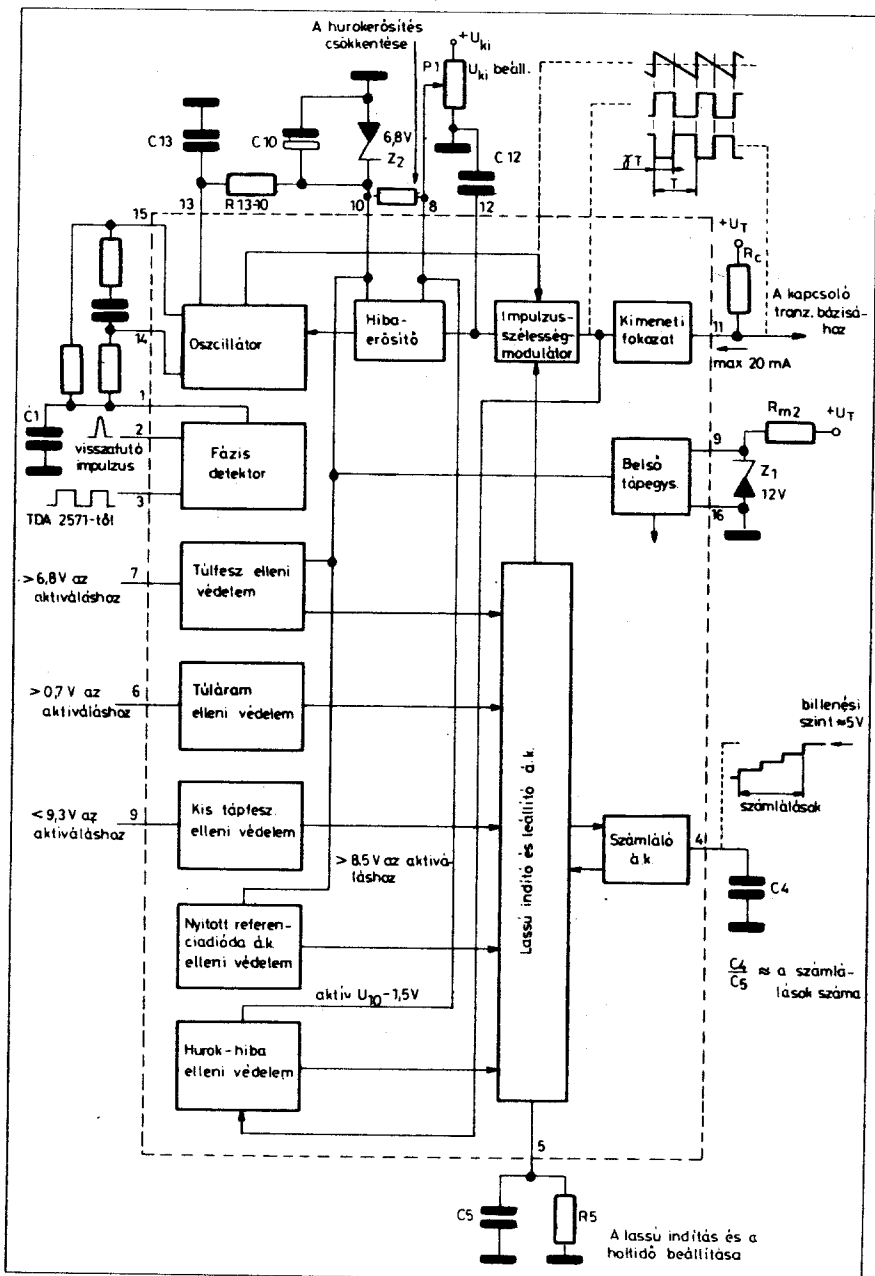 A hurokerősítés
csökkentése
+Uki
P1
Uki beáll.
C13
C10
6,8V
Z2
C12
R13-10
13
10
8
12
γT
T
15
+UT
RC
14
Oszcillátor
Hiba-
erősítő
Impulzus-
szélesség-
modulátor
Kimeneti
fokozat
11
A kapcsoló
tranz. bázisá-
hoz
max 20 mA
1
C1
2
visszafutó
impulzus
3
TDA 2571-től
Fázis
detektor
Belső
tápegys.
9
Rm2
+UT
Z1
12V
16
>6,8V az
aktiváláshoz
7
Túlfesz elleni
védelem
>0,7 V az
aktiváláshoz
6
Túláram
elleni védelem
<9,3V az
aktiváláshoz
9
Kis tápfesz.
elleni védelem
>8.5V az aktivá-
láshoz
Nyitott referen-
ciadióda á.k.
elleni védelem
aktív U10-1,5V
Hurok-hiba
elleni védelem
Lassú indító és leállító á.k.
Számláló
á.k.
4
billenési
szint ≈5V
számlálások
C4
C4/C5 ≈ a számlá-
lások száma
5
C5
R5
A lassú indítás és a
holtidő beállítása